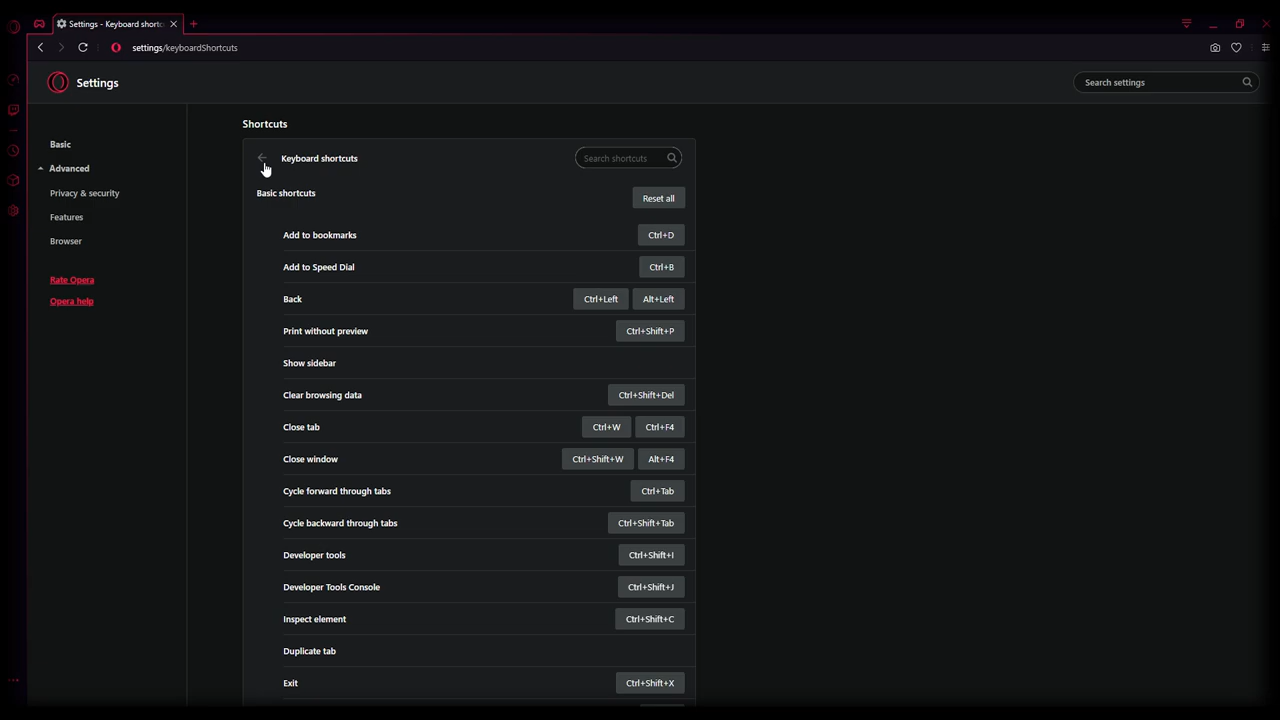 Settings - Keyboard shortc
settings/keyboardShortcuts
Settings
Search settings
Basic
Advanced
Privacy & security
Features
Browser
Rate Opera
Opera help
Shortcuts
Keyboard shortcuts
Search shortcuts
Basic shortcuts
Reset all
Add to bookmarks Ctrl+D
Add to Speed Dial Ctrl+B
Back Ctrl+Left Alt+Left
Print without preview Ctrl+Shift+P
Show sidebar
Clear browsing data Ctrl+Shift+Del
Close tab Ctrl+W Ctrl+F4
Close window Ctrl+Shift+W Alt+F4
Cycle forward through tabs Ctrl+Tab
Cycle backward through tabs Ctrl+Shift+Tab
Developer tools Ctrl+Shift+I
Developer Tools Console Ctrl+Shift+J
Inspect element Ctrl+Shift+C
Duplicate tab
Exit Ctrl+Shift+X